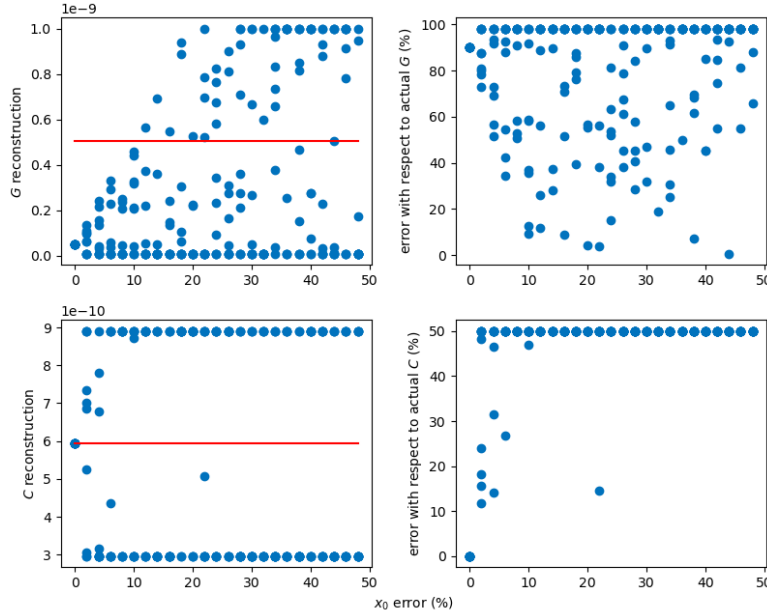 1e−9
G reconstruction
1.0
0.8
0.6
0.4
0.2
0.0
0 10 20 30 40 50
error with respect to actual G (%)
100
80
60
40
20
0
0 10 20 30 40 50
1e−10
C reconstruction
9
8
7
6
5
4
3
0 10 20 30 40 50
error with respect to actual C (%)
50
40
30
20
10
0
0 10 20 30 40 50
x₀ error (%)